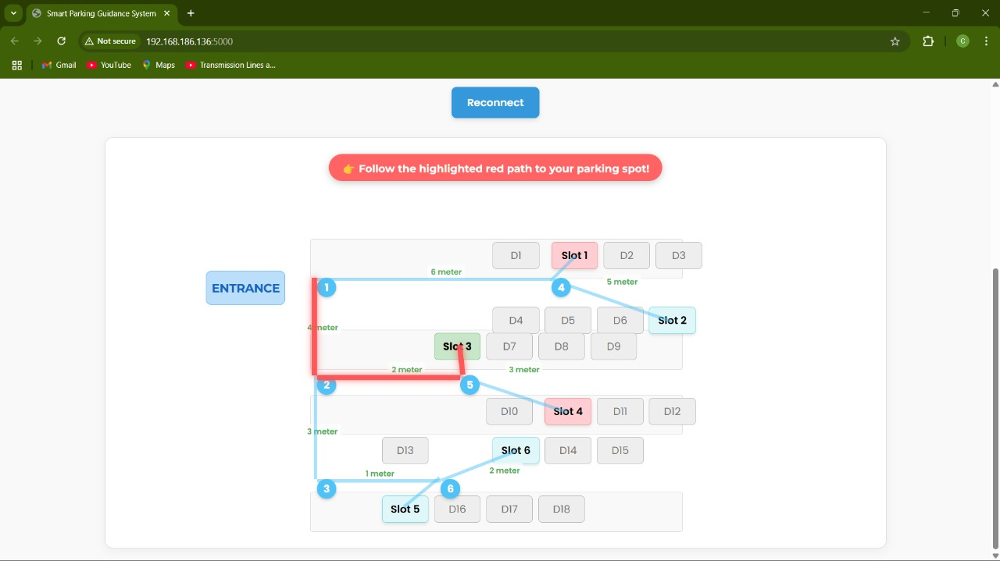 Smart Parking Guidance System
Not secure 192.168.186.136:5000
C
Gmail YouTube Maps Transmission Lines a...
Reconnect
👉 Follow the highlighted red path to your parking spot!
D1 Slot 1 D2 D3
6 meter
5 meter
ENTRANCE
1 4
D4 D5 D6 Slot 2
4 meter
Slot 3 D7 D8 D9
2 meter 3 meter
2 5
D10 Slot 4 D11 D12
3 meter
D13 Slot 6 D14 D15
1 meter 2 meter
3 6
Slot 5 D16 D17 D18